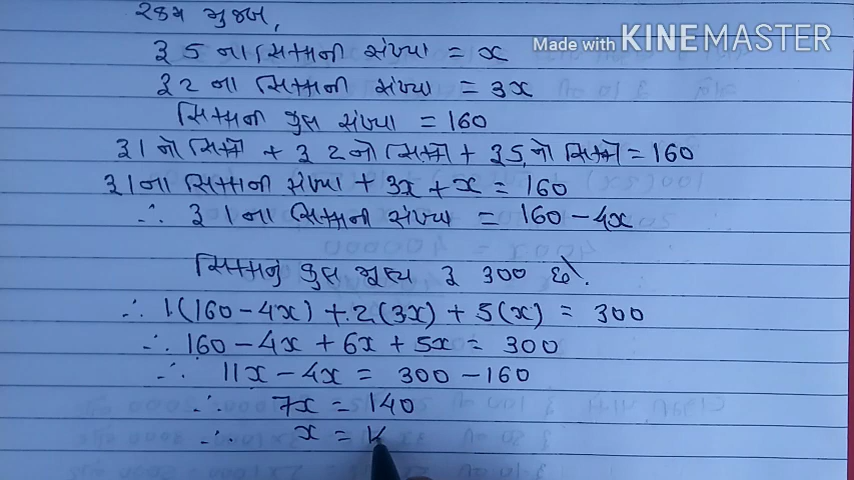 રકમ મુજબ,
Made with KINEMASTER
રૂ 5 ના સિક્કાની સંખ્યા = x
રૂ 2 ના સિક્કાની સંખ્યા = 3x
સિક્કાની કુલ સંખ્યા = 160
રૂ 1 નો સિક્કો + રૂ 2 નો સિક્કો + રૂ 5 નો સિક્કો = 160
રૂ 1 ના સિક્કાની સંખ્યા + 3x + x = 160
∴ રૂ 1 ના સિક્કાની સંખ્યા = 160 - 4x
સિક્કાનું કુલ મૂલ્ય રૂ 300 છે.
∴ 1(160 - 4x) + 2(3x) + 5(x) = 300
∴ 160 - 4x + 6x + 5x = 300
∴ 11x - 4x = 300 - 160
∴ 7x = 140
∴ x =